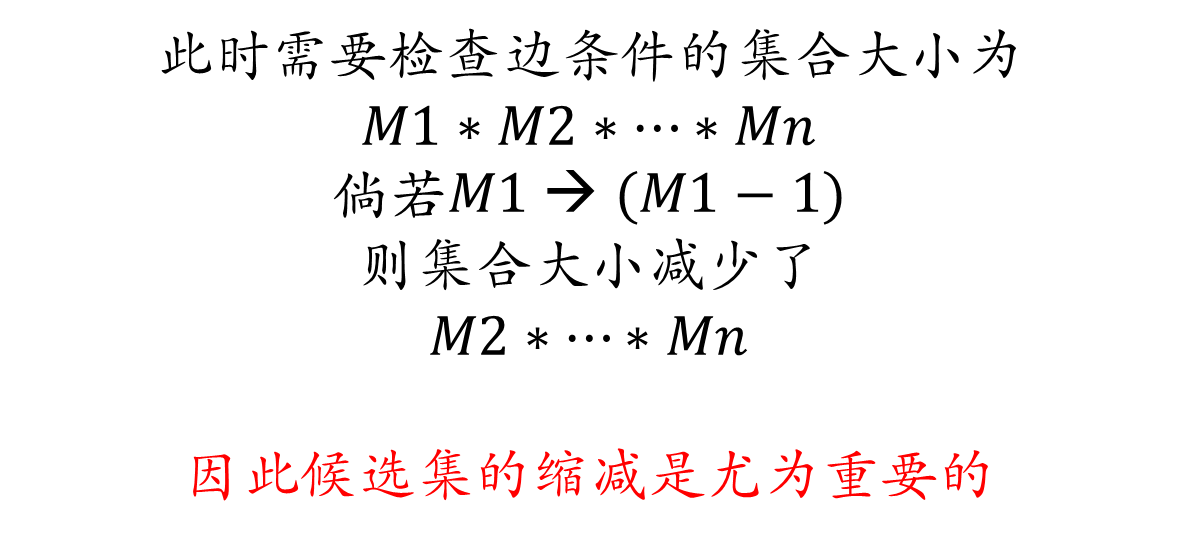 此时需要检查边条件的集合大小为
M1 ∗ M2 ∗ ⋯ ∗ Mn
倘若M1 → (M1 − 1)
则集合大小减少了
M2 ∗ ⋯ ∗ Mn
因此候选集的缩减是尤为重要的